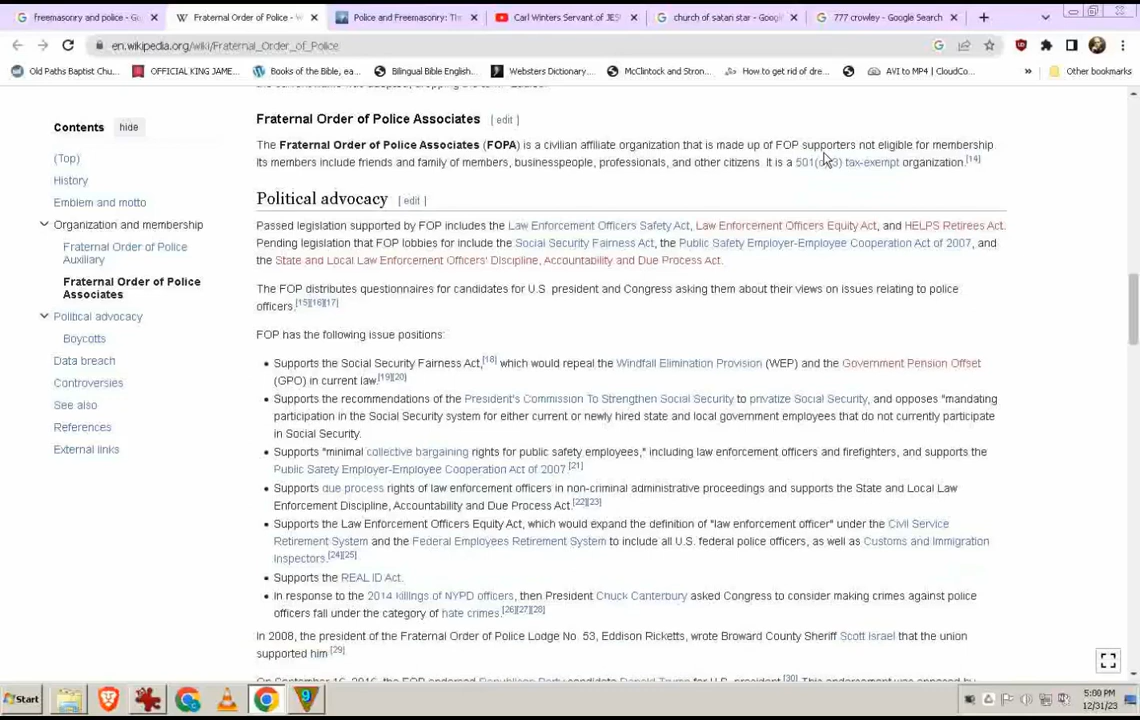 freemasonry and police - G
Fraternal Order of Police - W
Police and Freemasonry: Th
Carl Winters Servant of JES
church of satan star - Googl
777 crowley - Google Search
en.wikipedia.org/wiki/Fraternal_Order_of_Police
Old Paths Baptist Chu... OFFICIAL KING JAME... Books of the Bible, ea... Bilingual Bible English... Websters Dictionary... McClintock and Stron... How to get rid of dre... AVI to MP4 | CloudCo... » Other bookmarks
Fraternal Order of Police Associates [ edit ]
The Fraternal Order of Police Associates (FOPA) is a civilian affiliate organization that is made up of FOP supporters not eligible for membership
Its members include friends and family of members, businesspeople, professionals, and other citizens. It is a 501(c)(3) tax-exempt organization.[14]
Political advocacy [ edit ]
Passed legislation supported by FOP includes the Law Enforcement Officers Safety Act, Law Enforcement Officers Equity Act, and HELPS Retirees Act.
Pending legislation that FOP lobbies for include the Social Security Fairness Act, the Public Safety Employer-Employee Cooperation Act of 2007, and
the State and Local Law Enforcement Officers' Discipline, Accountability and Due Process Act.
The FOP distributes questionnaires for candidates for U.S. president and Congress asking them about their views on issues relating to police
officers.[15][16][17]
FOP has the following issue positions:
Supports the Social Security Fairness Act,[18] which would repeal the Windfall Elimination Provision (WEP) and the Government Pension Offset
(GPO) in current law.[19][20]
Supports the recommendations of the President's Commission To Strengthen Social Security to privatize Social Security, and opposes "mandating
participation in the Social Security system for either current or newly hired state and local government employees that do not currently participate
in Social Security.
Supports "minimal collective bargaining rights for public safety employees," including law enforcement officers and firefighters, and supports the
Public Safety Employer-Employee Cooperation Act of 2007.[21]
Supports due process rights of law enforcement officers in non-criminal administrative proceedings and supports the State and Local Law
Enforcement Discipline, Accountability and Due Process Act.[22][23]
Supports the Law Enforcement Officers Equity Act, which would expand the definition of "law enforcement officer" under the Civil Service
Retirement System and the Federal Employees Retirement System to include all U.S. federal police officers, as well as Customs and Immigration
Inspectors.[24][25]
Supports the REAL ID Act.
In response to the 2014 killings of NYPD officers, then President Chuck Canterbury asked Congress to consider making crimes against police
officers fall under the category of hate crimes.[26][27][28]
In 2008, the president of the Fraternal Order of Police Lodge No. 53, Eddison Ricketts, wrote Broward County Sheriff Scott Israel that the union
supported him.[29]
On September 16, 2016, the FOP endorsed Republican Party candidate Donald Trump for U.S. president.[30] This endorsement was opposed by
Contents hide
(Top)
History
Emblem and motto
Organization and membership
Fraternal Order of Police
Auxiliary
Fraternal Order of Police
Associates
Political advocacy
Boycotts
Data breach
Controversies
See also
References
External links
Start
5:00 PM
12/31/23